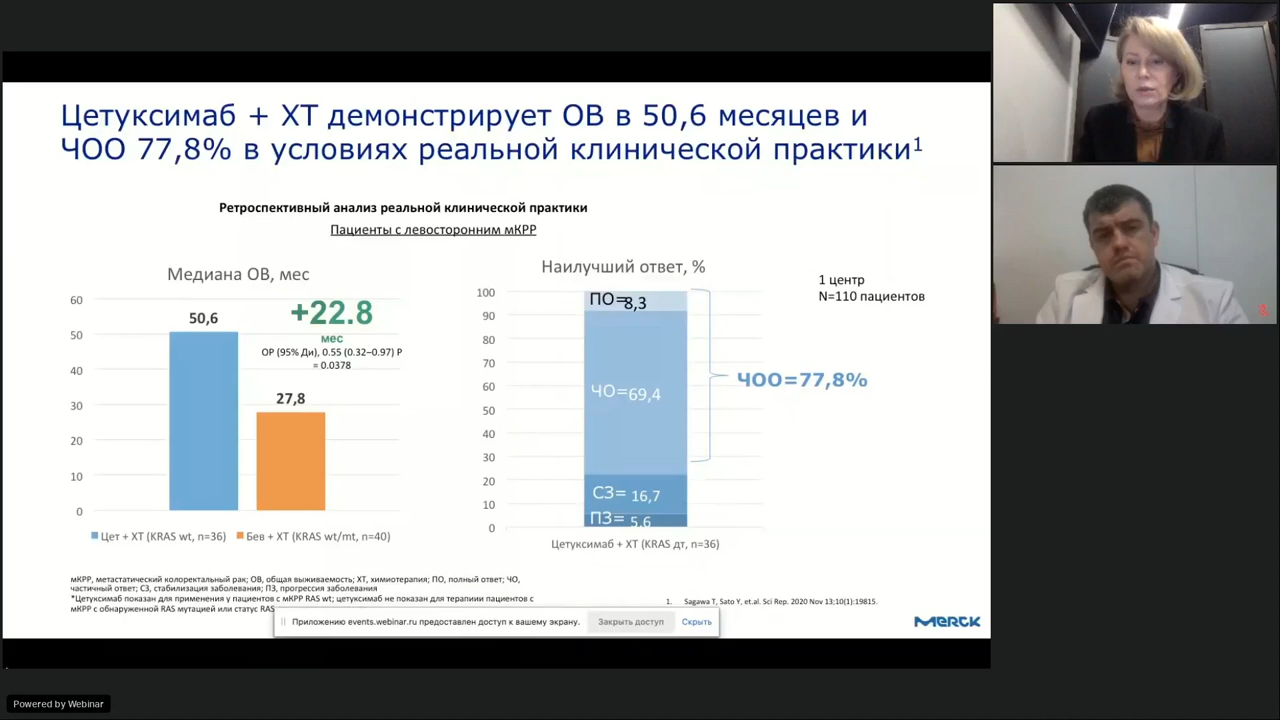 Цетуксимаб + ХТ демонстрирует ОВ в 50,6 месяцев и
ЧОО 77,8% в условиях реальной клинической практики¹
Ретроспективный анализ реальной клинической практики
Пациенты с левосторонним мКРР
Медиана ОВ, мес
60
50
40
30
20
10
0
50,6
27,8
+22.8
мес
ОР (95% Ди), 0.55 (0.32–0.97) P
= 0.0378
Цет + ХТ (KRAS wt, n=36)
Бев + ХТ (KRAS wt/mt, n=40)
Наилучший ответ, %
100
90
80
70
60
50
40
30
20
10
0
ПО=8,3
ЧО=69,4
СЗ= 16,7
ПЗ= 5,6
Цетуксимаб + ХТ (KRAS дт, n=36)
ЧОО=77,8%
1 центр
N=110 пациентов
мКРР, метастатический колоректальный рак; ОВ, общая выживаемость; ХТ, химиотерапия; ПО, полный ответ; ЧО,
частичный ответ; СЗ, стабилизация заболевания; ПЗ, прогрессия заболевания
*Цетуксимаб показан для применения у пациентов с мКРР RAS wt; цетуксимаб не показан для терапиии пациентов с
мКРР с обнаруженной RAS мутацией или статус RAS
1. Sagawa T, Sato Y, et.al. Sci Rep. 2020 Nov 13;10(1):19815.
MERCK
Приложению events.webinar.ru предоставлен доступ к вашему экрану.
Закрыть доступ
Скрыть
Powered by Webinar